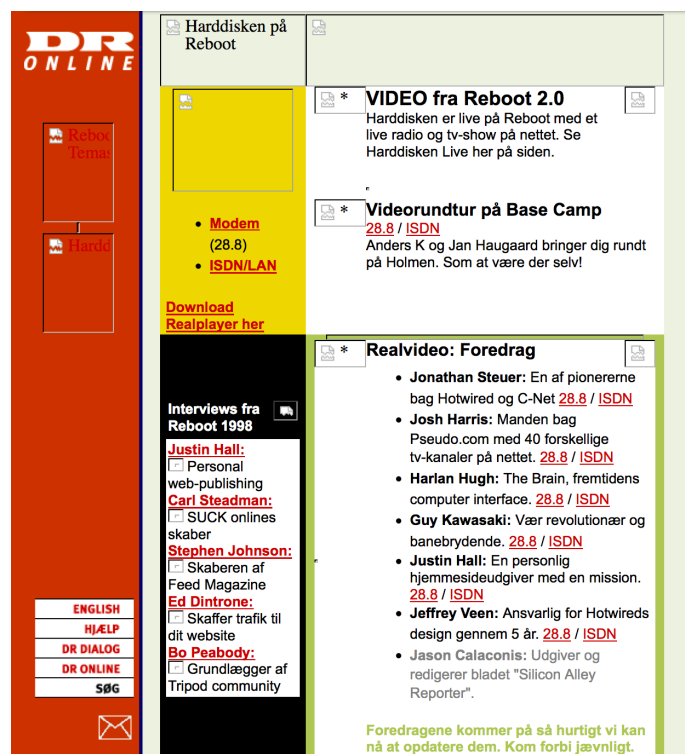 DR
ONLINE
Harddisken på
Reboot
Reboo
Temas
Hardd
Modem
(28.8)
ISDN/LAN
Download
Realplayer her
* VIDEO fra Reboot 2.0
Harddisken er live på Reboot med et
live radio og tv-show på nettet. Se
Harddisken Live her på siden.
* Videorundtur på Base Camp
28.8 / ISDN
Anders K og Jan Haugaard bringer dig rundt
på Holmen. Som at være der selv!
Interviews fra
Reboot 1998
Justin Hall:
Personal
web-publishing
Carl Steadman:
SUCK onlines
skaber
Stephen Johnson:
Skaberen af
Feed Magazine
Ed Dintrone:
Skaffer trafik til
dit website
Bo Peabody:
Grundlægger af
Tripod community
* Realvideo: Foredrag
Jonathan Steuer: En af pionererne
bag Hotwired og C-Net 28.8 / ISDN
Josh Harris: Manden bag
Pseudo.com med 40 forskellige
tv-kanaler på nettet. 28.8 / ISDN
Harlan Hugh: The Brain, fremtidens
computer interface. 28.8 / ISDN
Guy Kawasaki: Vær revolutionær og
banebrydende. 28.8 / ISDN
Justin Hall: En personlig
hjemmesideudgiver med en mission.
28.8 / ISDN
Jeffrey Veen: Ansvarlig for Hotwireds
design gennem 5 år. 28.8 / ISDN
Jason Calaconis: Udgiver og
redigerer bladet "Silicon Alley
Reporter".
Foredragene kommer på så hurtigt vi kan
nå at opdatere dem. Kom forbi jævnligt.
ENGLISH
HJÆLP
DR DIALOG
DR ONLINE
SØG